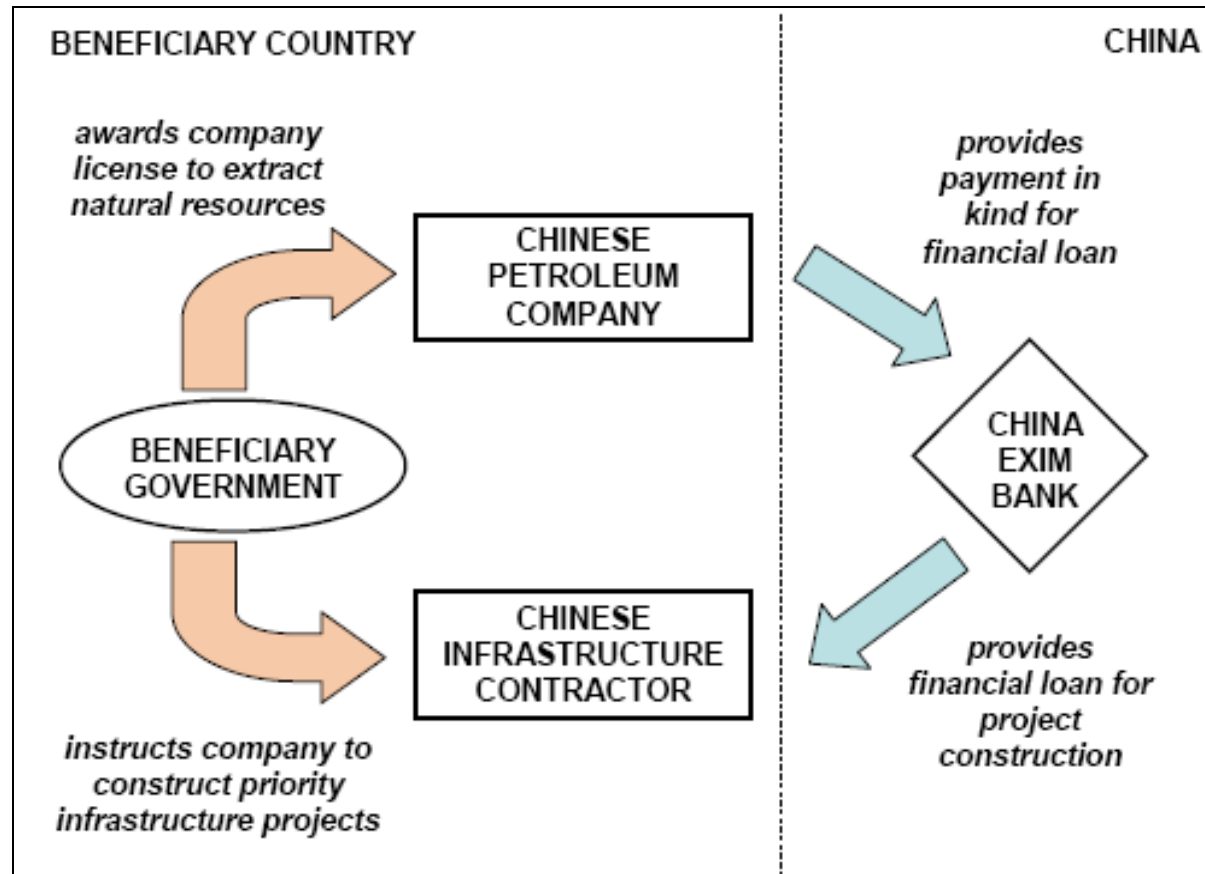 BENEFICIARY COUNTRY
CHINA
awards company
license to extract
natural resources
provides
payment in
kind for
financial loan
CHINESE
PETROLEUM
COMPANY
BENEFICIARY
GOVERNMENT
CHINA
EXIM
BANK
CHINESE
INFRASTRUCTURE
CONTRACTOR
instructs company to
construct priority
infrastructure projects
provides
financial loan for
project
construction